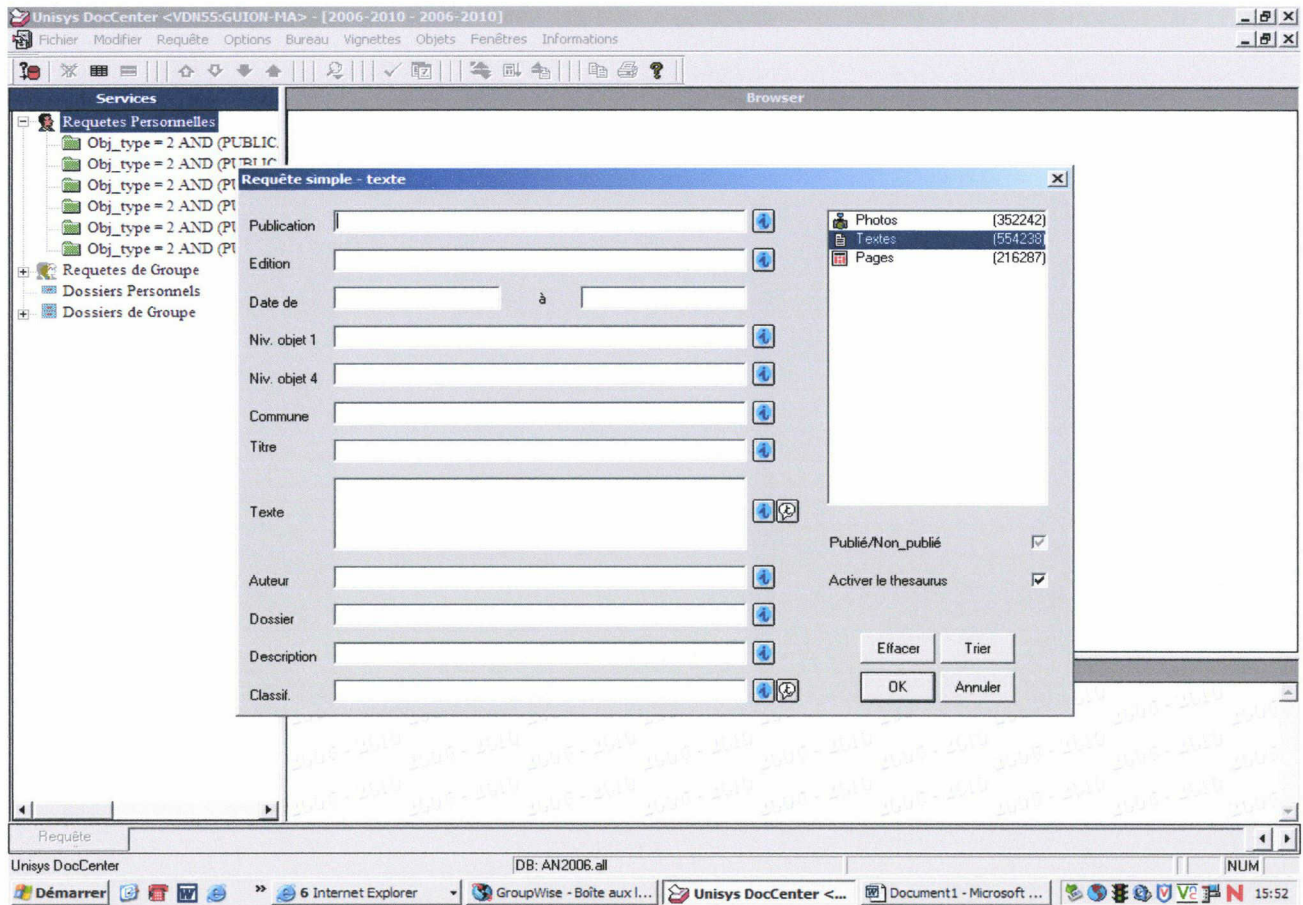 Unisys DocCenter <VDN55:GUION-MA> - [2006-2010 - 2006-2010]
Fichier Modifier Requête Options Bureau Vignettes Objets Fenêtres Informations
Services
Browser
Requetes Personnelles
Obj_type = 2 AND (PUBLIC.
Obj_type = 2 AND (PUBLIC
Obj_type = 2 AND (PU
Obj_type = 2 AND (PU
Obj_type = 2 AND (PU
Obj_type = 2 AND (PU
Requetes de Groupe
Dossiers Personnels
Dossiers de Groupe
Requête simple - texte
Publication
Edition
Date de à
Niv. objet 1
Niv. objet 4
Commune
Titre
Texte
Auteur
Dossier
Description
Classif.
Photos (352242)
Textes (554238)
Pages (216287)
Publié/Non_publié
Activer le thesaurus
Effacer Trier
OK Annuler
2006 - 2010
Requête
Unisys DocCenter DB: AN2006.all NUM
Démarrer » 6 Internet Explorer GroupWise - Boîte aux l... Unisys DocCenter <... Document1 - Microsoft ... 15:52